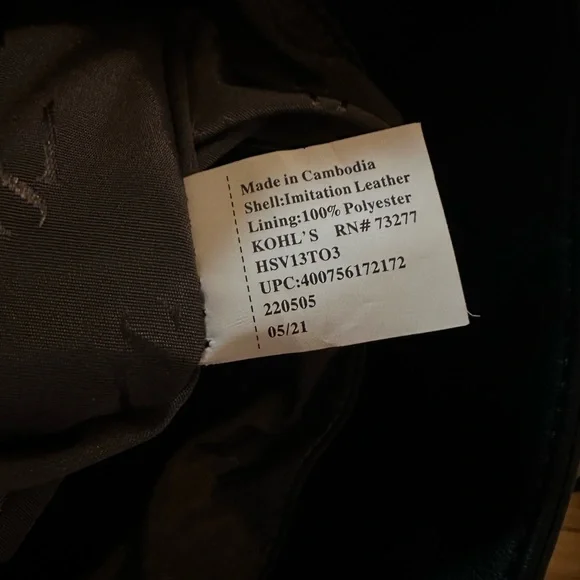 Made in Cambodia
Shell:Imitation Leather
Lining:100% Polyester
KOHL'S RN# 73277
HSV13TO3
UPC:400756172172
220505
05/21